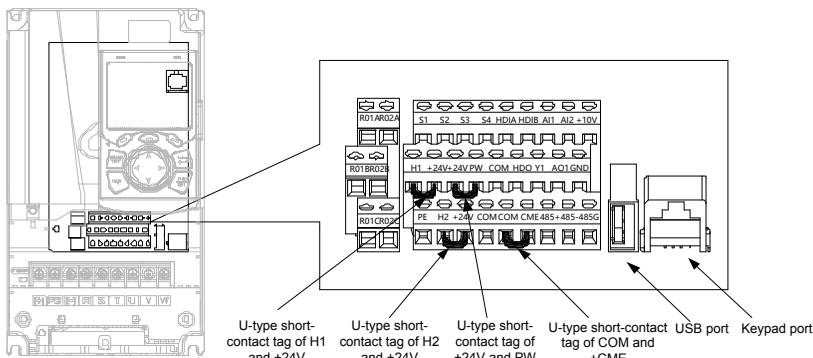 S1 S2 S3 S4 HDIA HDIB AI1 AI2 +10V
R01A R02A
H1 +24V +24V PW COM HDO Y1 AO1 GND
R01B R02B
PE H2 +24V COM COM CME 485+ 485- 485G
R01C R02C
R S T U V W
U-type short-
contact tag of H1
and +24V
U-type short-
contact tag of H2
and +24V
U-type short-
contact tag of
+24V and PW
U-type short-contact
tag of COM and
+CME
USB port
Keypad port